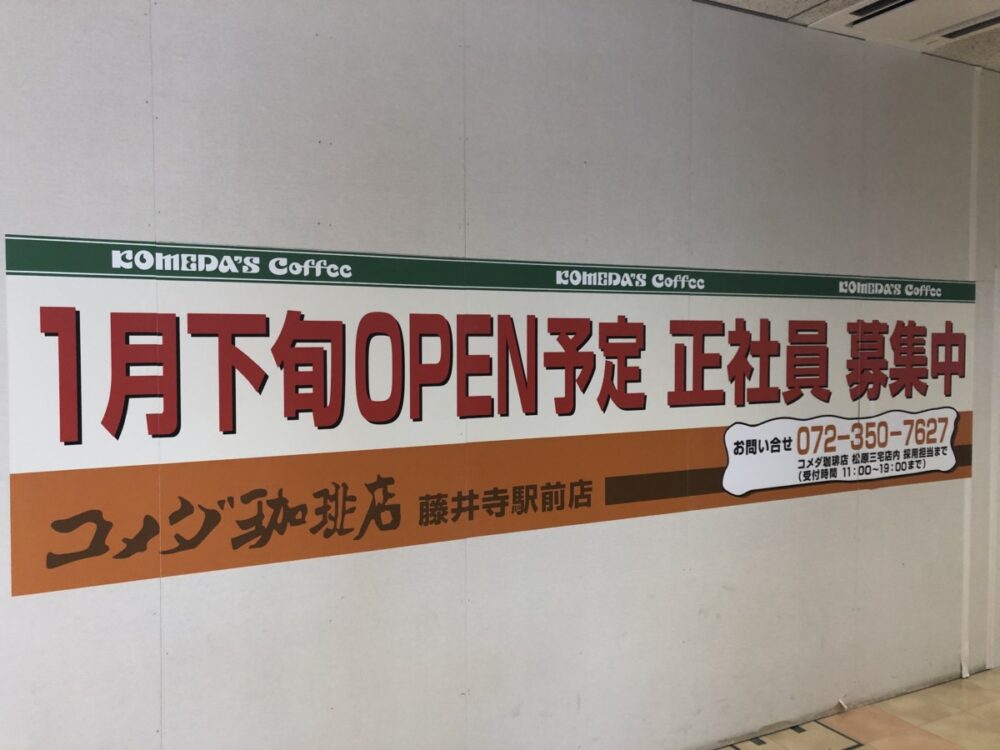 KOMEDA'S Coffee KOMEDA'S Coffee KOMEDA'S Coffee
1月下旬OPEN予定 正社員 募集中
お問い合せ 072-350-7627
コメダ珈琲店 松原三宅店内 採用担当まで
(受付時間 11:00~19:00まで)
コメダ珈琲店 藤井寺駅前店